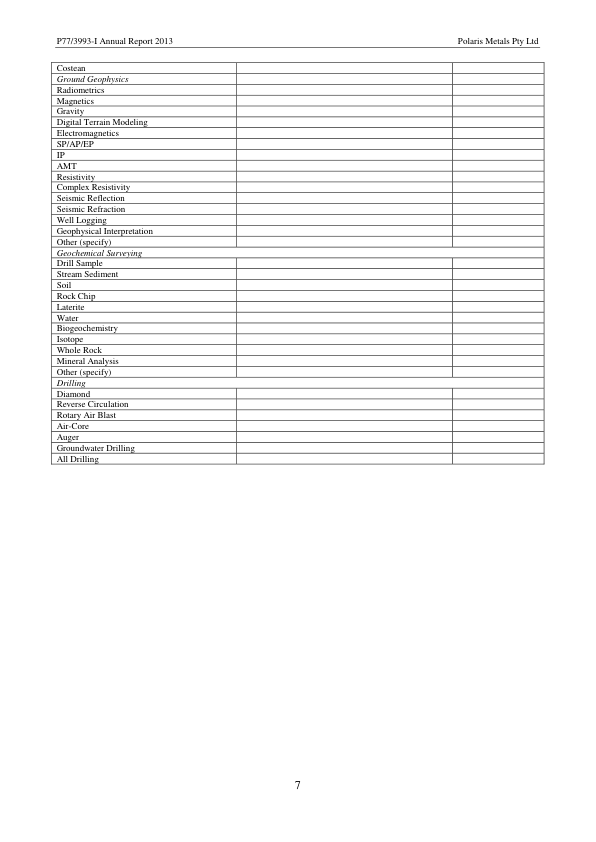 P77/3993-I Annual Report 2013 Polaris Metals Pty Ltd
Costean
Ground Geophysics
Radiometrics
Magnetics
Gravity
Digital Terrain Modeling
Electromagnetics
SP/AP/EP
IP
AMT
Resistivity
Complex Resistivity
Seismic Reflection
Seismic Refraction
Well Logging
Geophysical Interpretation
Other (specify)
Geochemical Surveying
Drill Sample
Stream Sediment
Soil
Rock Chip
Laterite
Water
Biogeochemistry
Isotope
Whole Rock
Mineral Analysis
Other (specify)
Drilling
Diamond
Reverse Circulation
Rotary Air Blast
Air-Core
Auger
Groundwater Drilling
All Drilling
7